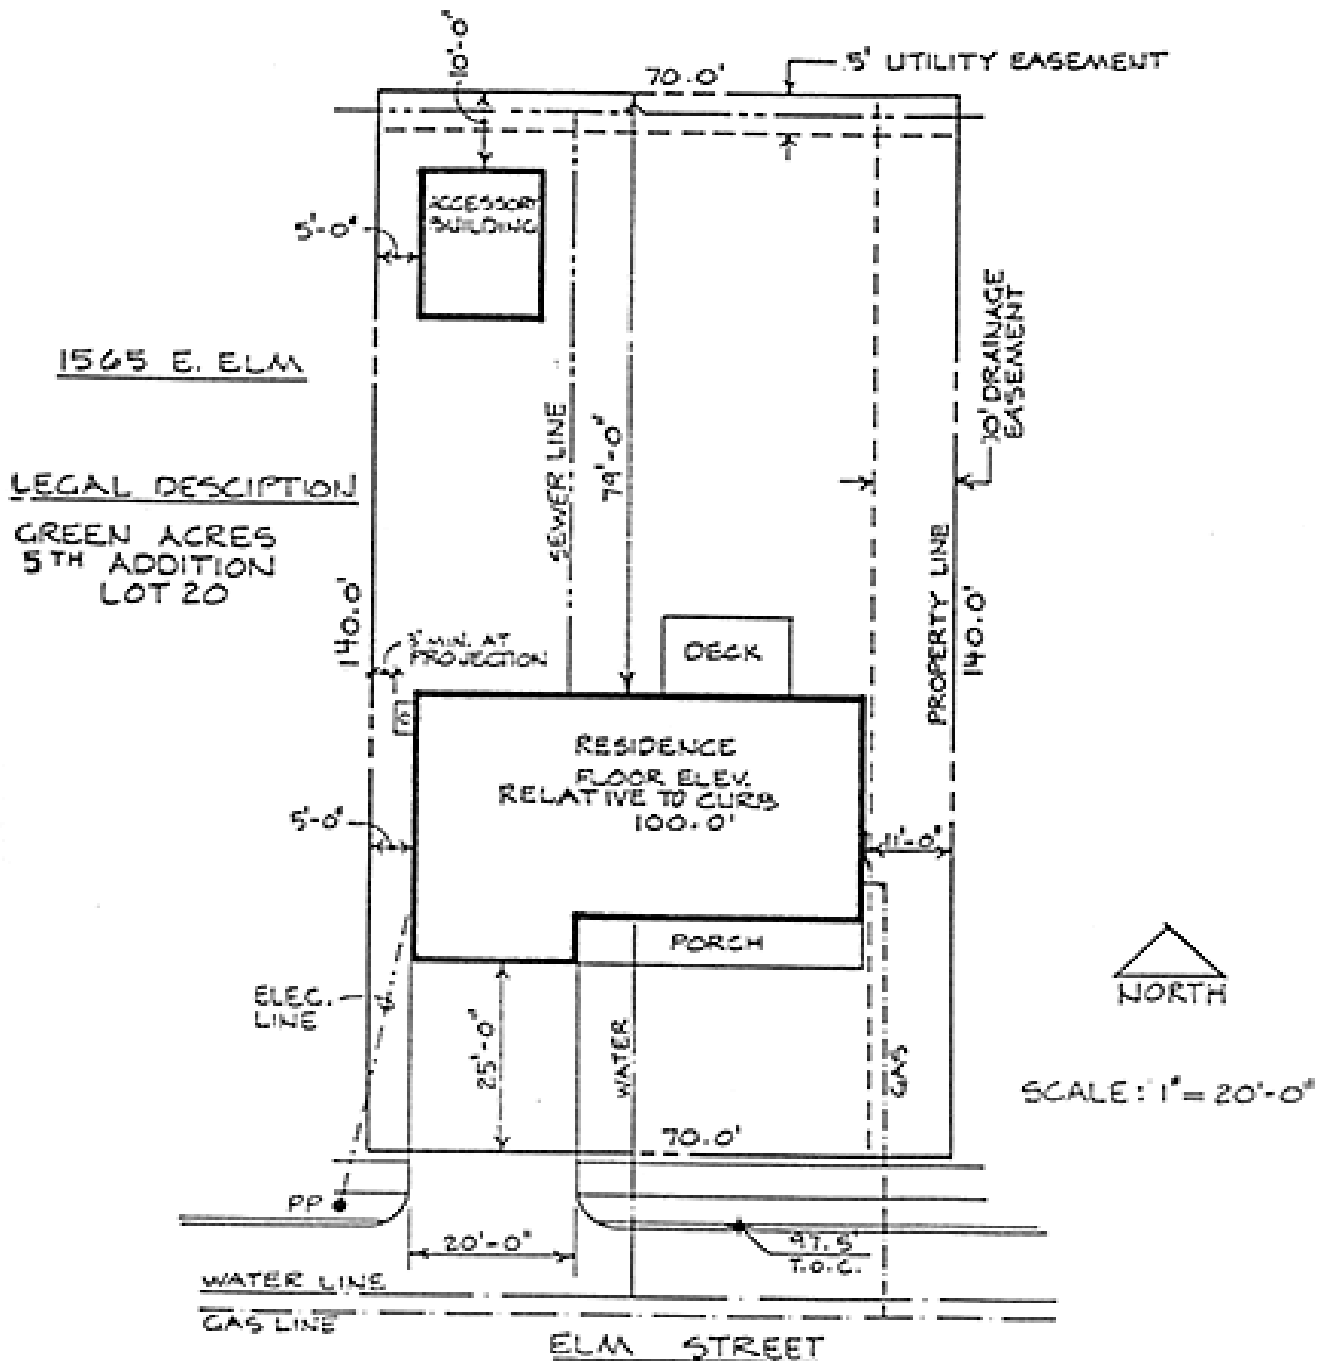 10'-0"
70.0'
5' UTILITY EASEMENT
ACCESSORY
BUILDING
5'-0"
10' DRAINAGE
EASEMENT
1565 E. ELM
SEWER LINE
79'-0"
LEGAL DESCIPTION
GREEN ACRES
5TH ADDITION
LOT 20
140.0'
3' MIN. AT
PROJECTION
DECK
PROPERTY LINE
140.0'
RESIDENCE
FLOOR ELEV.
RELATIVE TO CURB
100.0'
5'-0"
11'-0"
PORCH
NORTH
ELEC.
LINE
25'-0"
WATER
GAS
SCALE: 1" = 20'-0"
70.0'
PP
20'-0"
97.5'
T.O.C.
WATER LINE
GAS LINE
ELM STREET